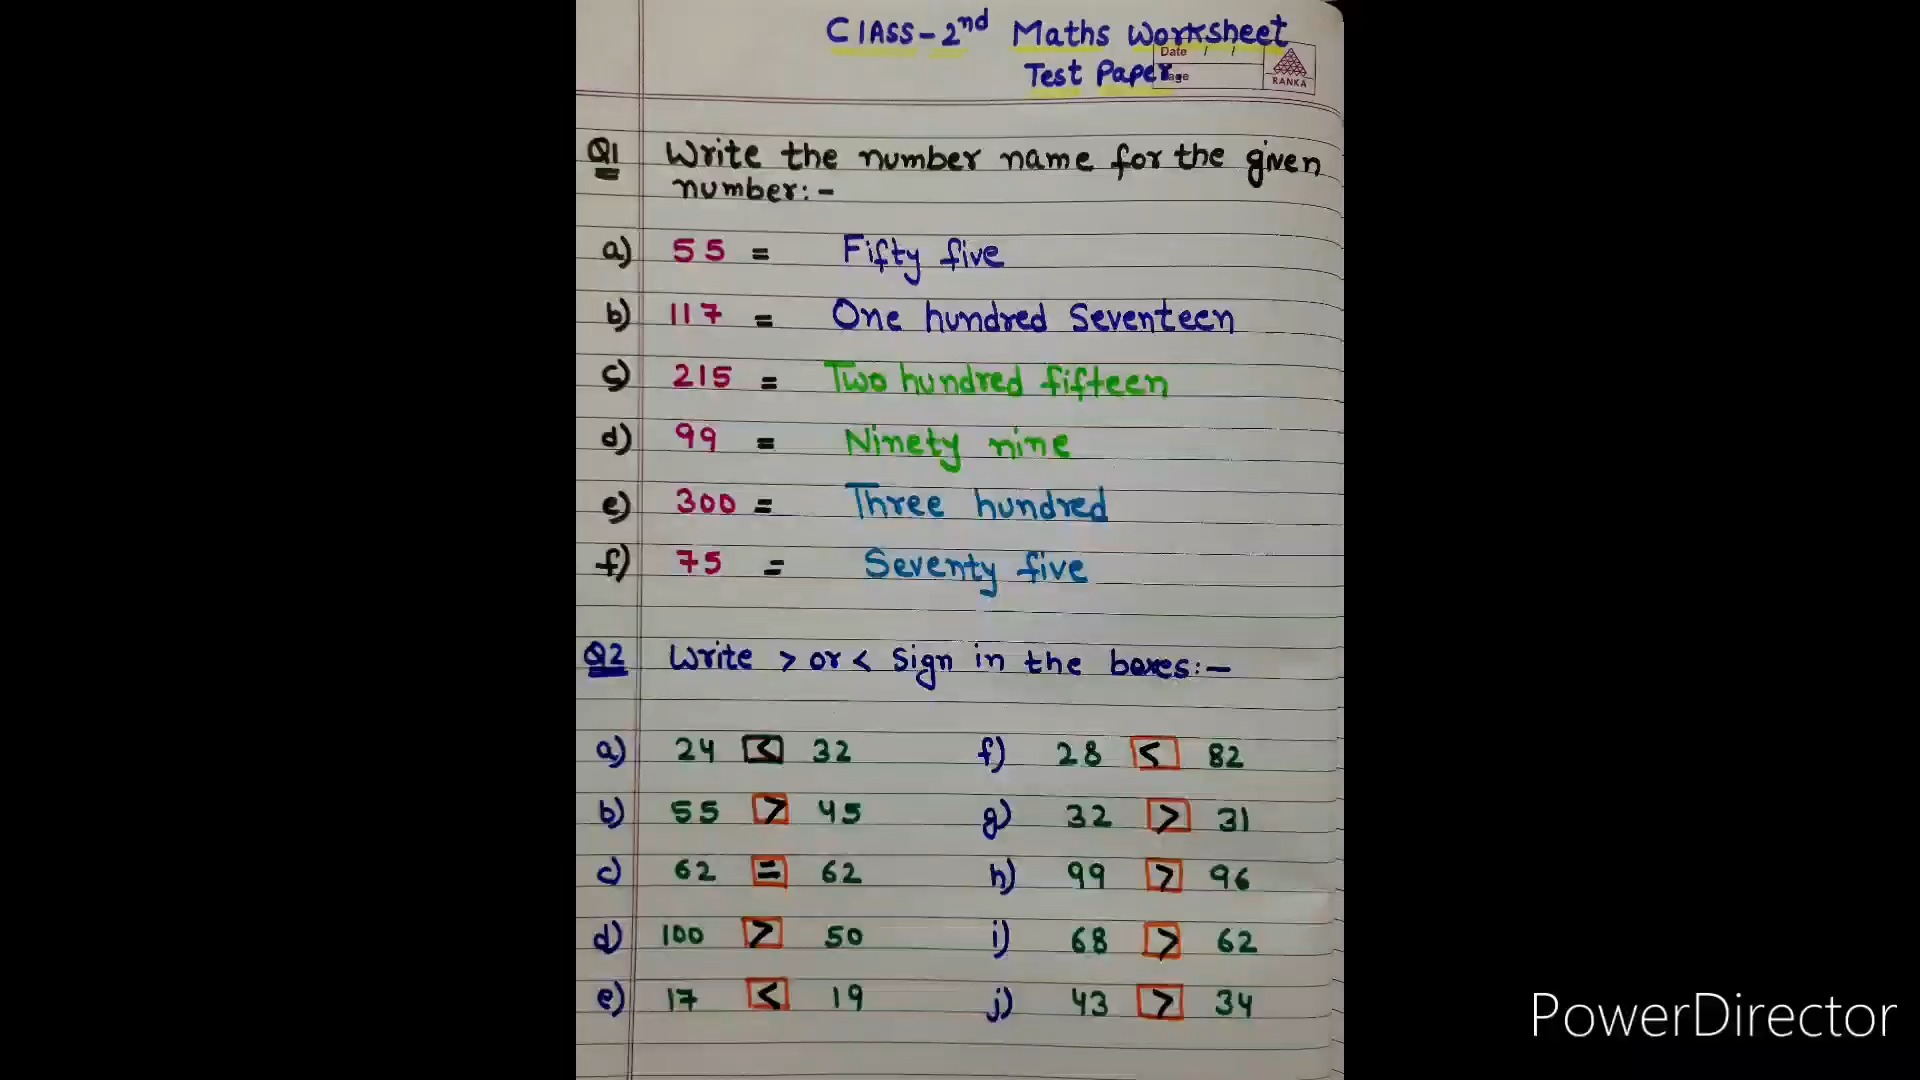 CLASS-2nd Maths Worksheet
Date / /
Test Paper age
RANKA
Q1 Write the number name for the given
number:-
a) 55 = Fifty five
b) 117 = One hundred Seventeen
c) 215 = Two hundred fifteen
d) 99 = Ninety nine
e) 300 = Three hundred
f) 75 = Seventy five
Q2 Write > or < Sign in the boxes:-
a) 24 < 32 f) 28 < 82
b) 55 > 45 g) 32 > 31
c) 62 = 62 h) 99 > 96
d) 100 > 50 i) 68 > 62
e) 17 < 19 j) 43 > 34
PowerDirector